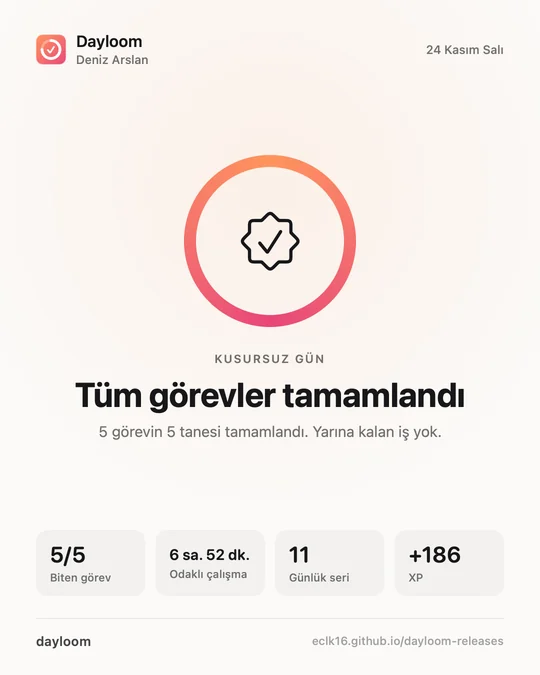 Dayloom
Deniz Arslan
24 Kasım Salı
KUSURSUZ GÜN
Tüm görevler tamamlandı
5 görevin 5 tanesi tamamlandı. Yarına kalan iş yok.
5/5
Biten görev
6 sa. 52 dk.
Odaklı çalışma
11
Günlük seri
+186
XP
dayloom
eclk16.github.io/dayloom-releases